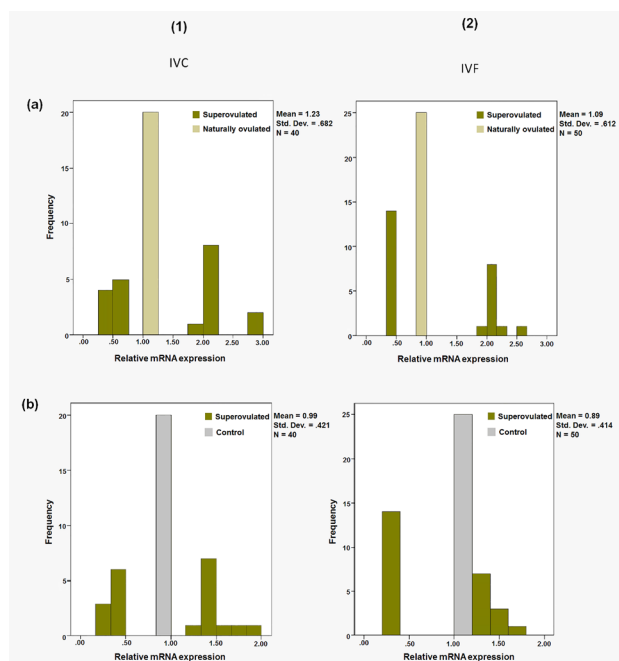 (1)
(2)
IVC
IVF
(a)
20
15
10
5
0
Frequency
Superovulated
Naturally ovulated
Mean = 1.23
Std. Dev. = .682
N = 40
.00 .50 1.00 1.50 2.00 2.50 3.00
Relative mRNA expression
25
20
15
10
5
0
Frequency
Superovulated
Naturally ovulated
Mean = 1.09
Std. Dev. = .612
N = 50
.00 .50 1.00 1.50 2.00 2.50 3.00
Relative mRNA expression
(b)
20
15
10
5
0
Frequency
Superovulated
Control
Mean = 0.99
Std. Dev. = .421
N = 40
.00 .50 1.00 1.50 2.00
Relative mRNA expression
25
20
15
10
5
0
Frequency
Superovulated
Control
Mean = 0.89
Std. Dev. = .414
N = 50
.00 .50 1.00 1.50 2.00
Relative mRNA expression